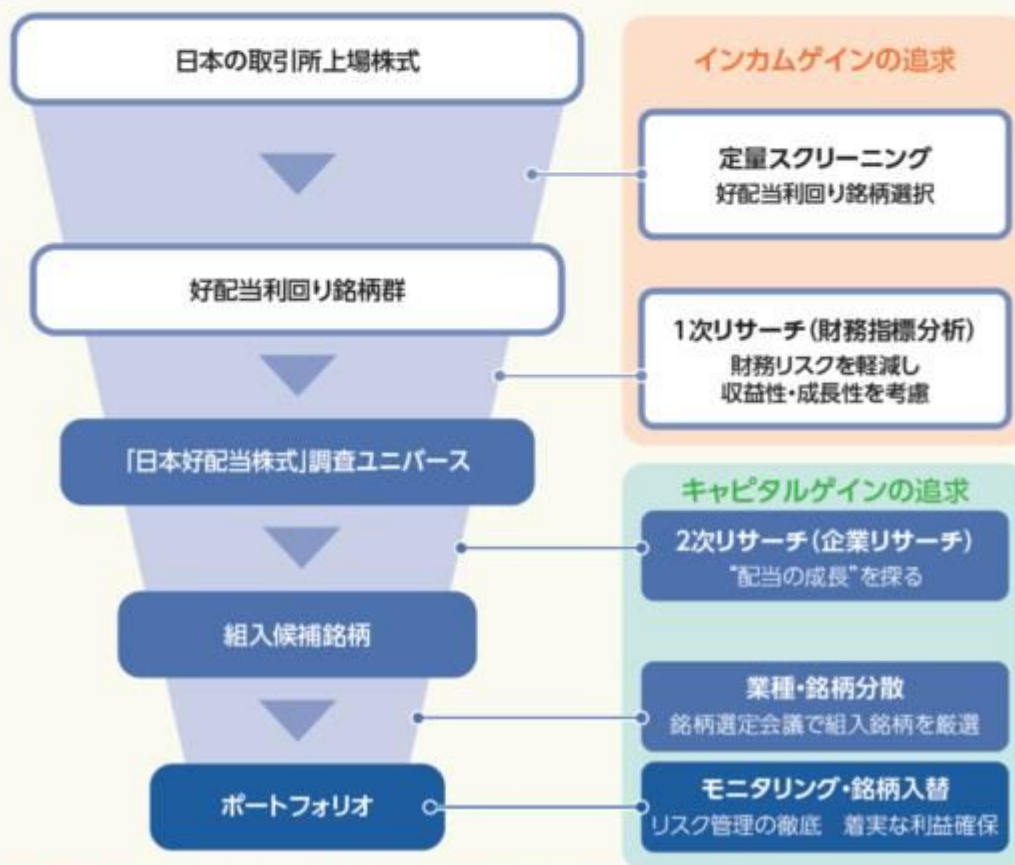 日本の取引所上場株式
好配当利回り銘柄群
「日本好配当株式」調査ユニバース
組入候補銘柄
ポートフォリオ
インカムゲインの追求
定量スクリーニング
好配当利回り銘柄選択
1次リサーチ(財務指標分析)
財務リスクを軽減し
収益性・成長性を考慮
キャピタルゲインの追求
2次リサーチ(企業リサーチ)
"配当の成長"を探る
業種・銘柄分散
銘柄選定会議で組入銘柄を厳選
モニタリング・銘柄入替
リスク管理の徹底　着実な利益確保